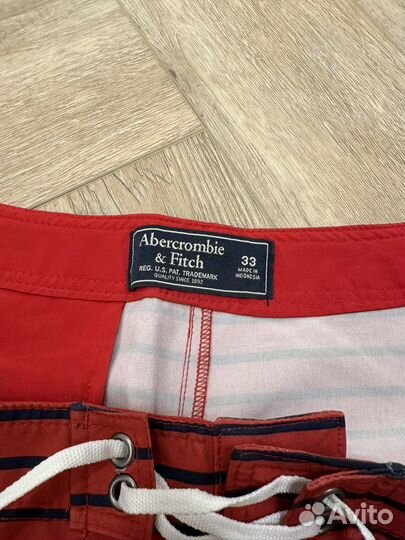 Abercrombie
& Fitch
REG. U.S. PAT. TRADEMARK
QUALITY SINCE 1892
33
MADE IN
INDONESIA
Avito